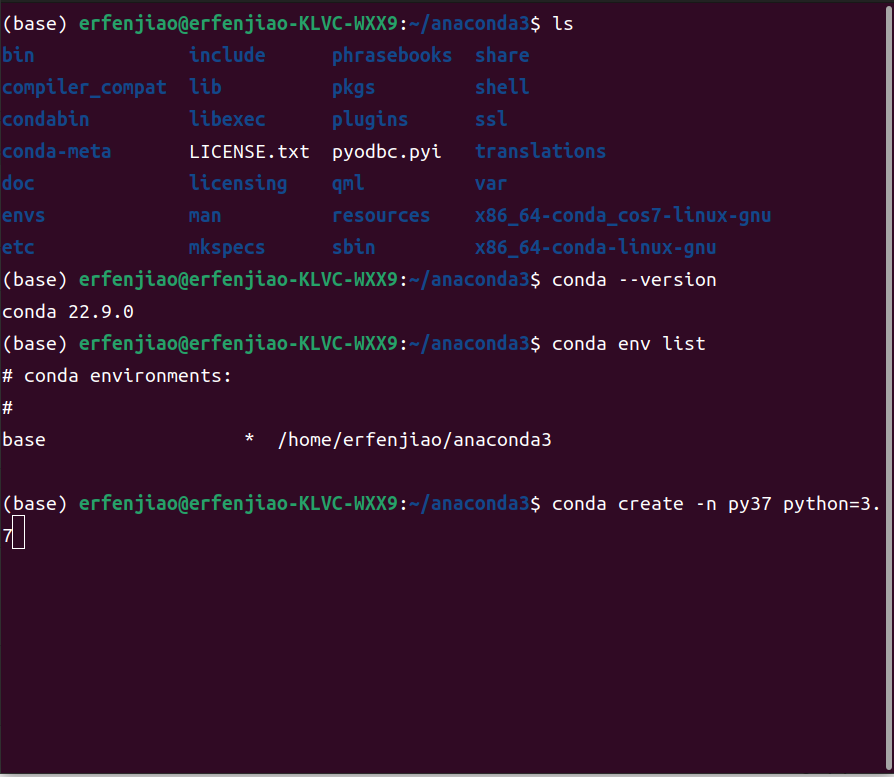 (base) erfenjiao@erfenjiao-KLVC-WXX9:~/anaconda3$ ls
bin              include      phrasebooks  share
compiler_compat  lib          pkgs         shell
condabin         libexec      plugins      ssl
conda-meta       LICENSE.txt  pyodbc.pyi   translations
doc              licensing    qml          var
envs             man          resources    x86_64-conda_cos7-linux-gnu
etc              mkspecs      sbin         x86_64-conda-linux-gnu
(base) erfenjiao@erfenjiao-KLVC-WXX9:~/anaconda3$ conda --version
conda 22.9.0
(base) erfenjiao@erfenjiao-KLVC-WXX9:~/anaconda3$ conda env list
# conda environments:
#
base                  *  /home/erfenjiao/anaconda3
(base) erfenjiao@erfenjiao-KLVC-WXX9:~/anaconda3$ conda create -n py37 python=3.
7